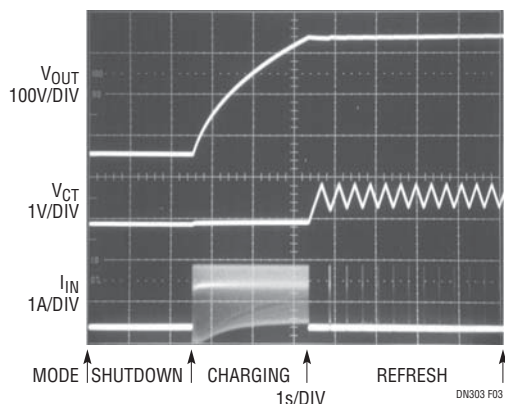 VOUT
100V/DIV
VCT
1V/DIV
IIN
1A/DIV
MODE SHUTDOWN CHARGING REFRESH
1s/DIV
DN303 F03